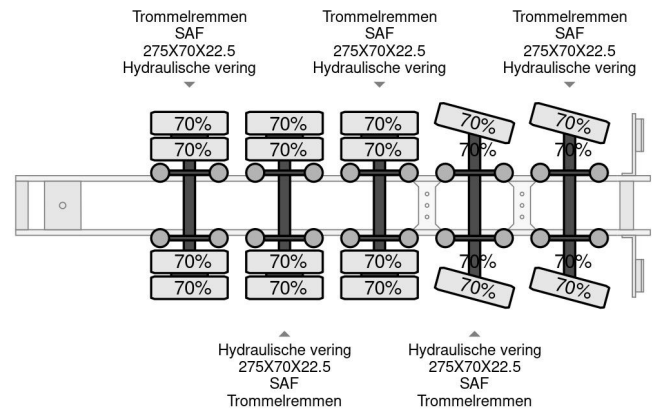 Trommelremmen
SAF
275X70X22.5
Hydraulische vering
Trommelremmen
SAF
275X70X22.5
Hydraulische vering
Trommelremmen
SAF
275X70X22.5
Hydraulische vering
70% 70% 70% 70% 70%
70% 70% 70% 70% 70%
70% 70% 70% 70% 70%
70% 70% 70% 70% 70%
Hydraulische vering
275X70X22.5
SAF
Trommelremmen
Hydraulische vering
275X70X22.5
SAF
Trommelremmen